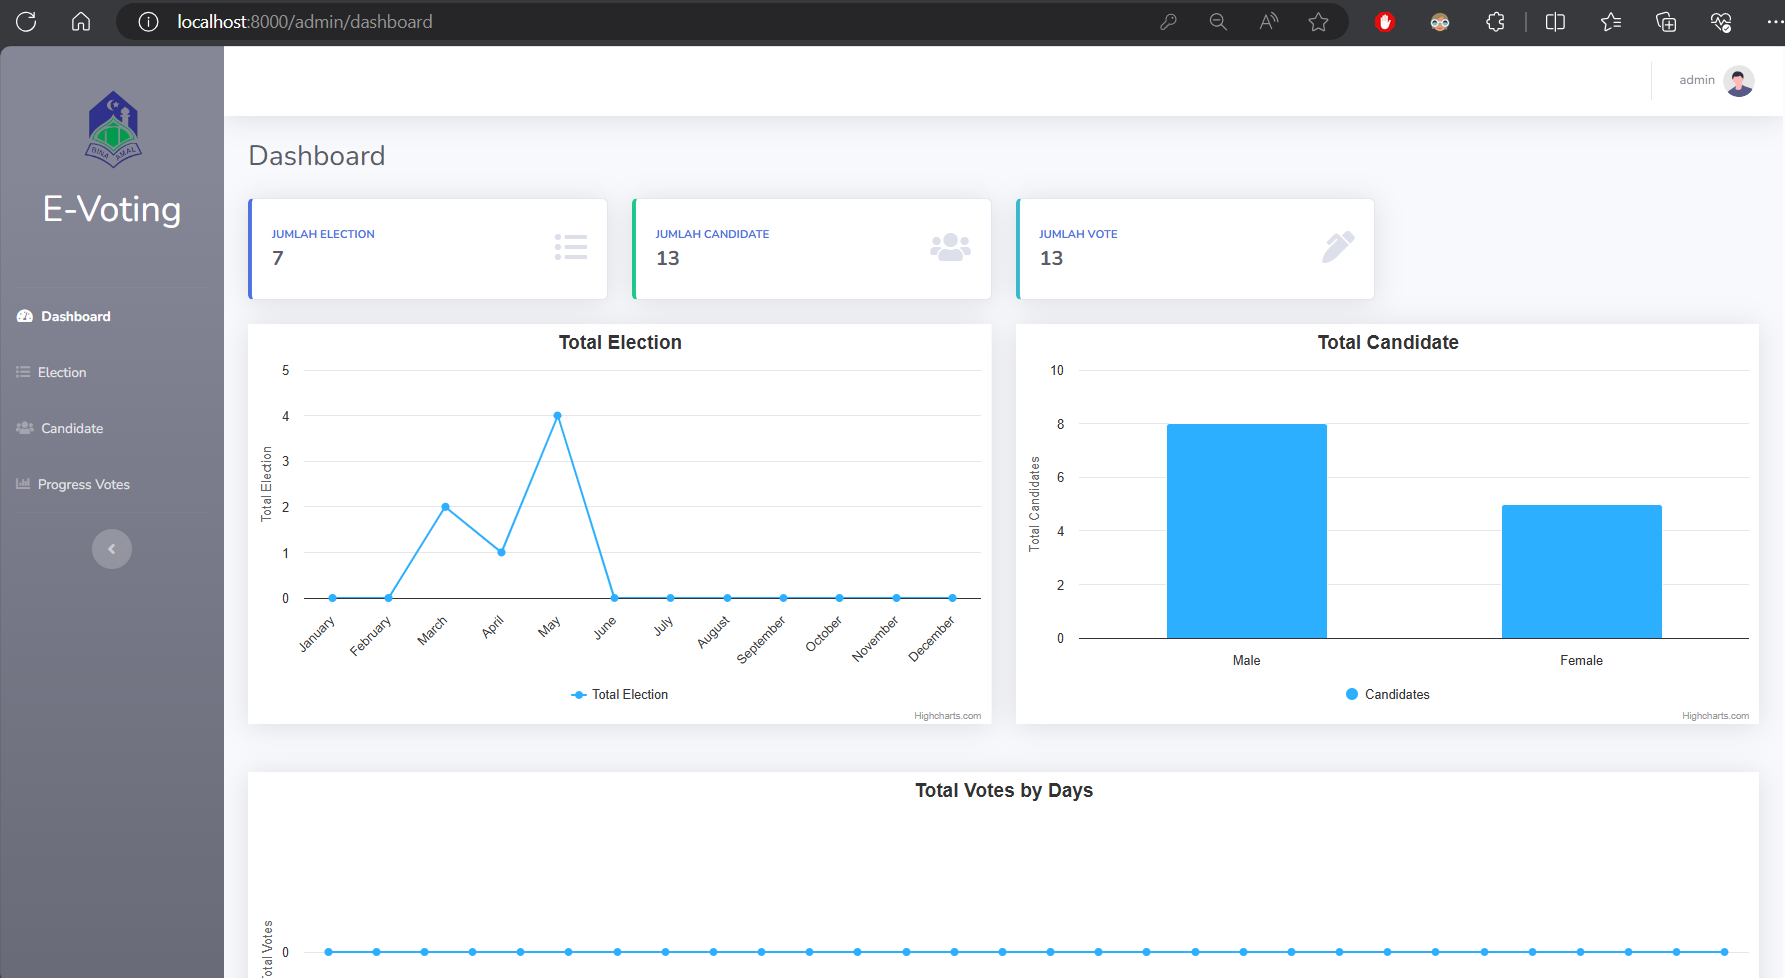 localhost:8000/admin/dashboard
admin
BINA AMAL
E-Voting
Dashboard
Election
Candidate
Progress Votes
Dashboard
JUMLAH ELECTION
7
JUMLAH CANDIDATE
13
JUMLAH VOTE
13
Total Election
Total Election
5
4
3
2
1
0
January
February
March
April
May
June
July
August
September
October
November
December
Total Election
Highcharts.com
Total Candidate
Total Candidates
10
8
6
4
2
0
Male
Female
Candidates
Highcharts.com
Total Votes by Days
Total Votes
0